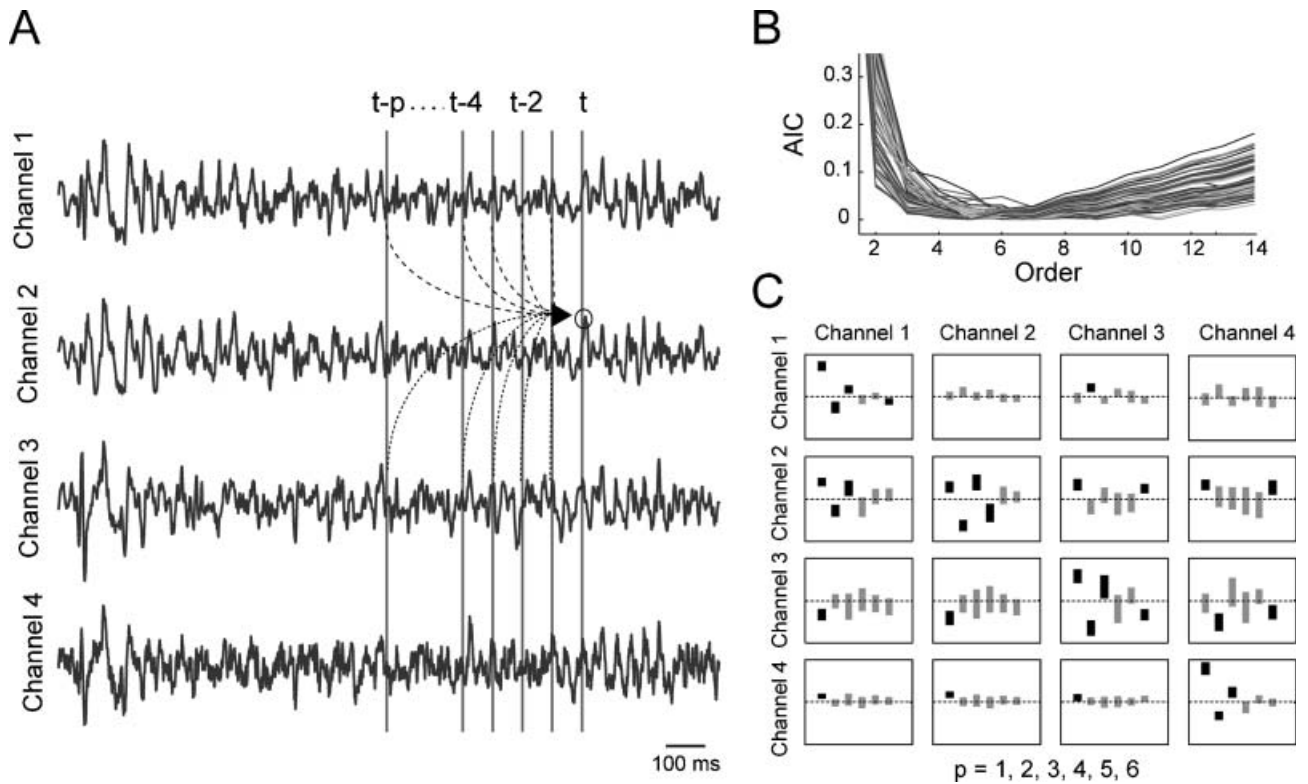 A
t-p .... t-4 t-2 t
Channel 1
Channel 2
Channel 3
Channel 4
100 ms
B
AIC
0.3
0.2
0.1
0
2 4 6 8 10 12 14
Order
C
Channel 1 Channel 2 Channel 3 Channel 4
Channel 1
Channel 2
Channel 3
Channel 4
p = 1, 2, 3, 4, 5, 6